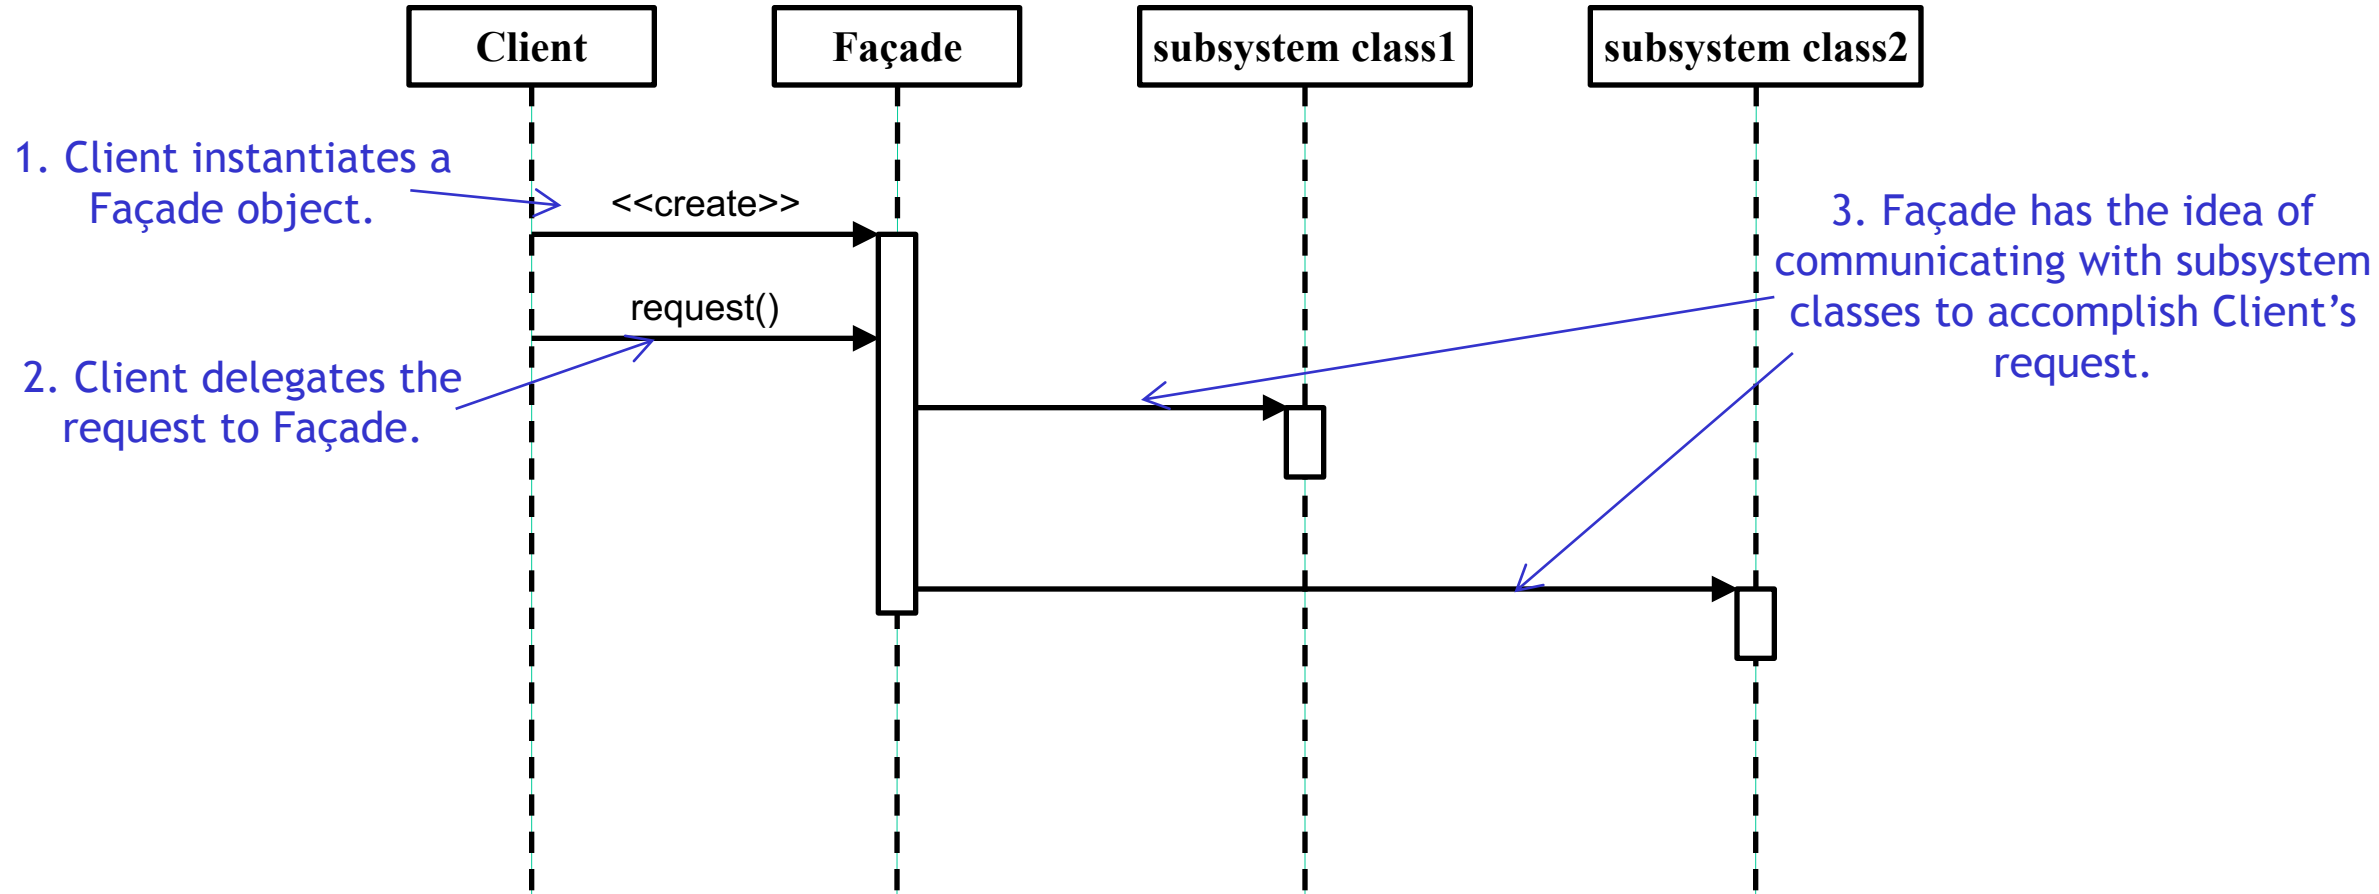 Client
Façade
subsystem class1
subsystem class2
1. Client instantiates a
Façade object.
<<create>>
request()
2. Client delegates the
request to Façade.
3. Façade has the idea of
communicating with subsystem
classes to accomplish Client’s
request.